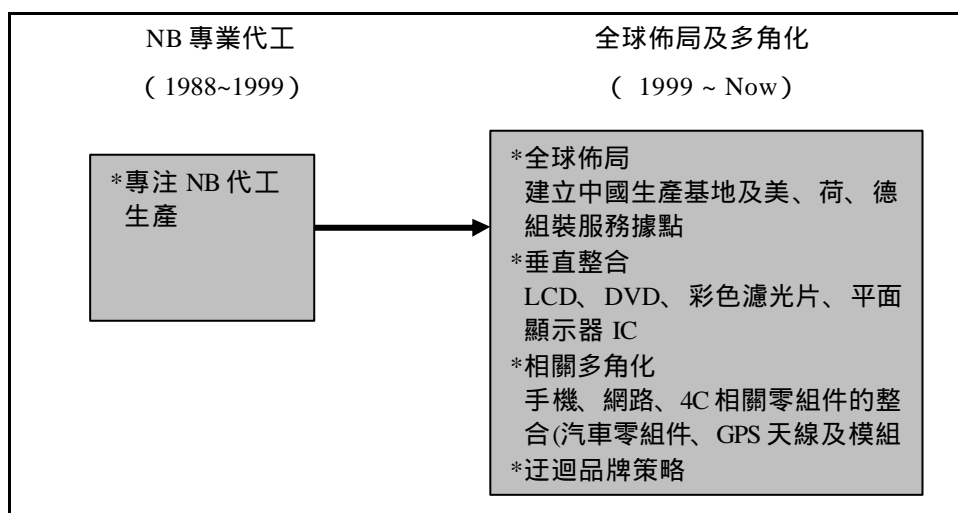 NB 專業代工
( 1988~1999 )
*專注 NB 代工
生產
全球佈局及多角化
( 1999 ~ Now )
*全球佈局
建立中國生產基地及美、荷、德
組裝服務據點
*垂直整合
LCD、DVD、彩色濾光片、平面
顯示器 IC
*相關多角化
手機、網路、4C 相關零組件的整
合(汽車零組件、GPS 天線及模組
*迂迴品牌策略